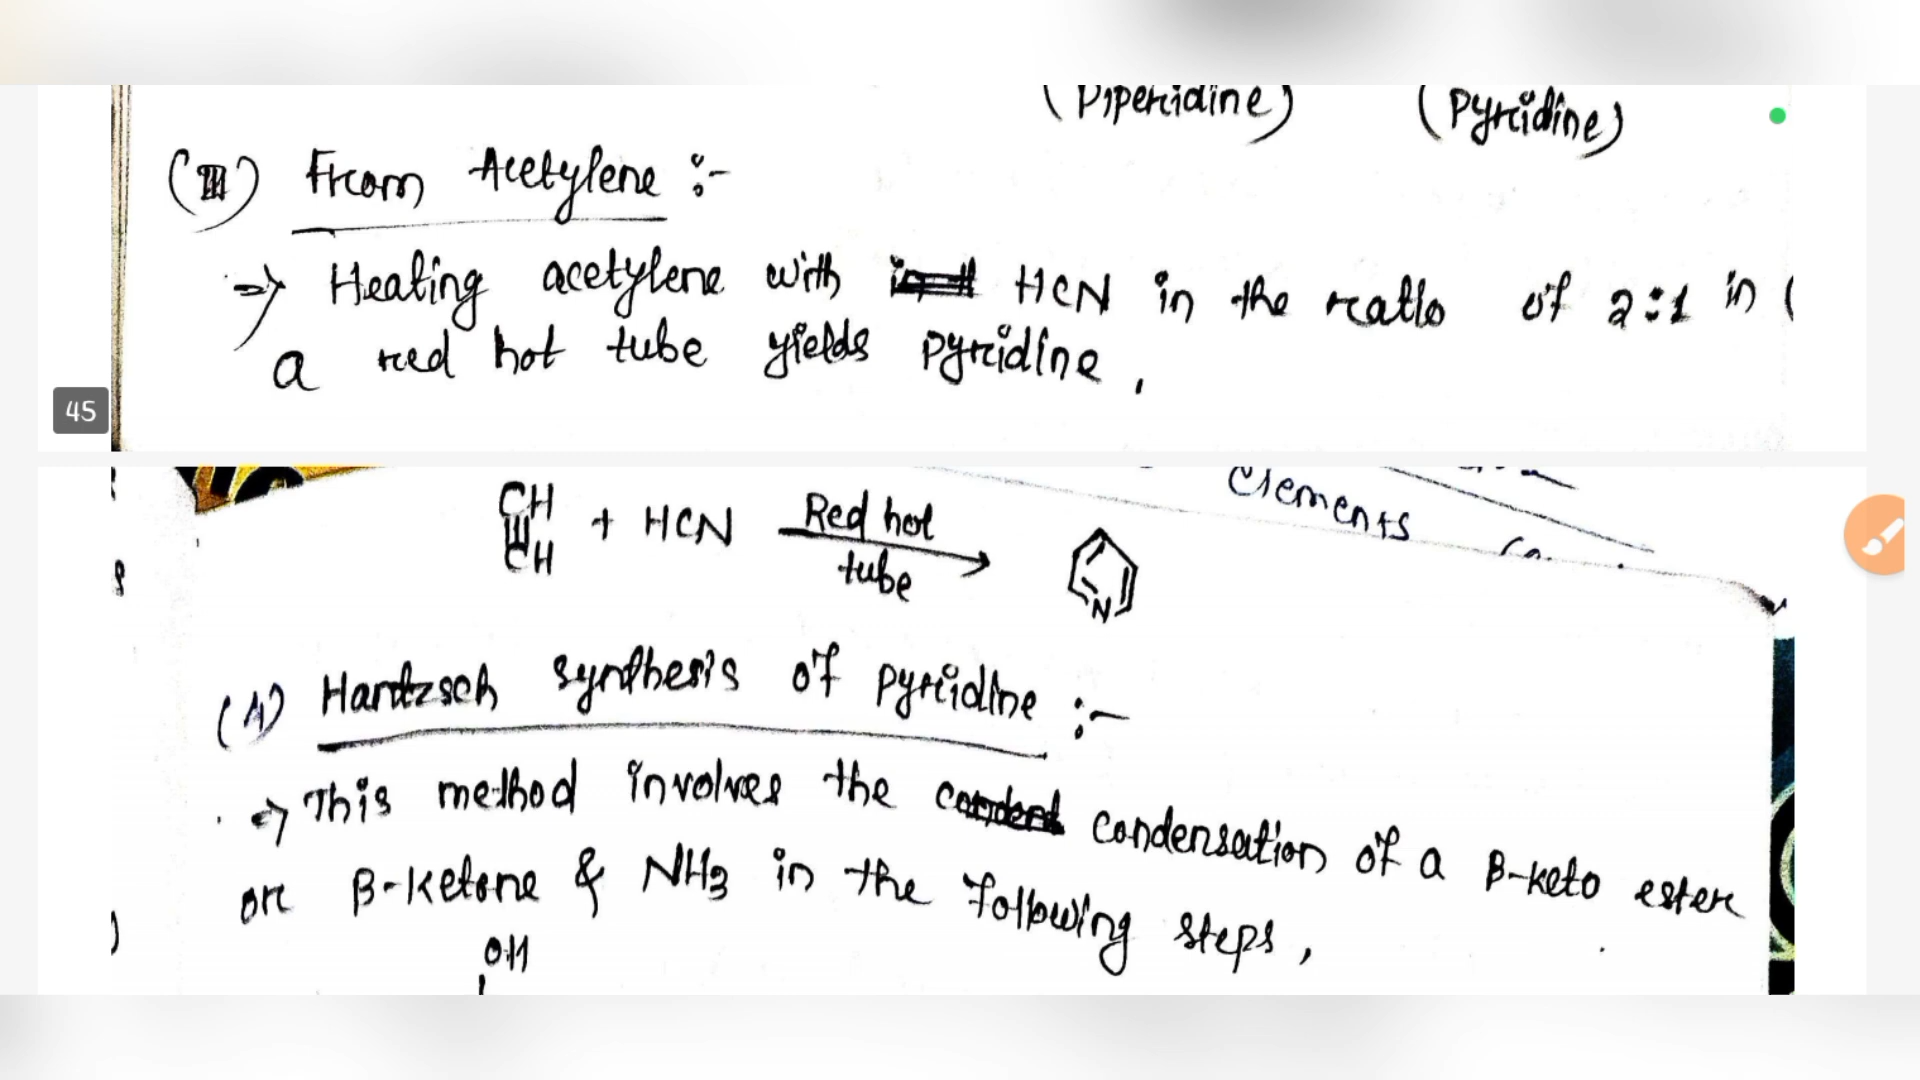 (Piperidine) (Pyridine)
(III) From Acetylene :-
⇒ Heating acetylene with HCN in the ratio of 2:1 in
a red hot tube yields pyridine,
45
CH
≡ + HCN Red hot
CH tube
N
Clements
Hantzsch synthesis of pyridine :-
⇒ This method involves the condensation of a β-keto ester
or β-ketone & NH3 in the following steps,
OH